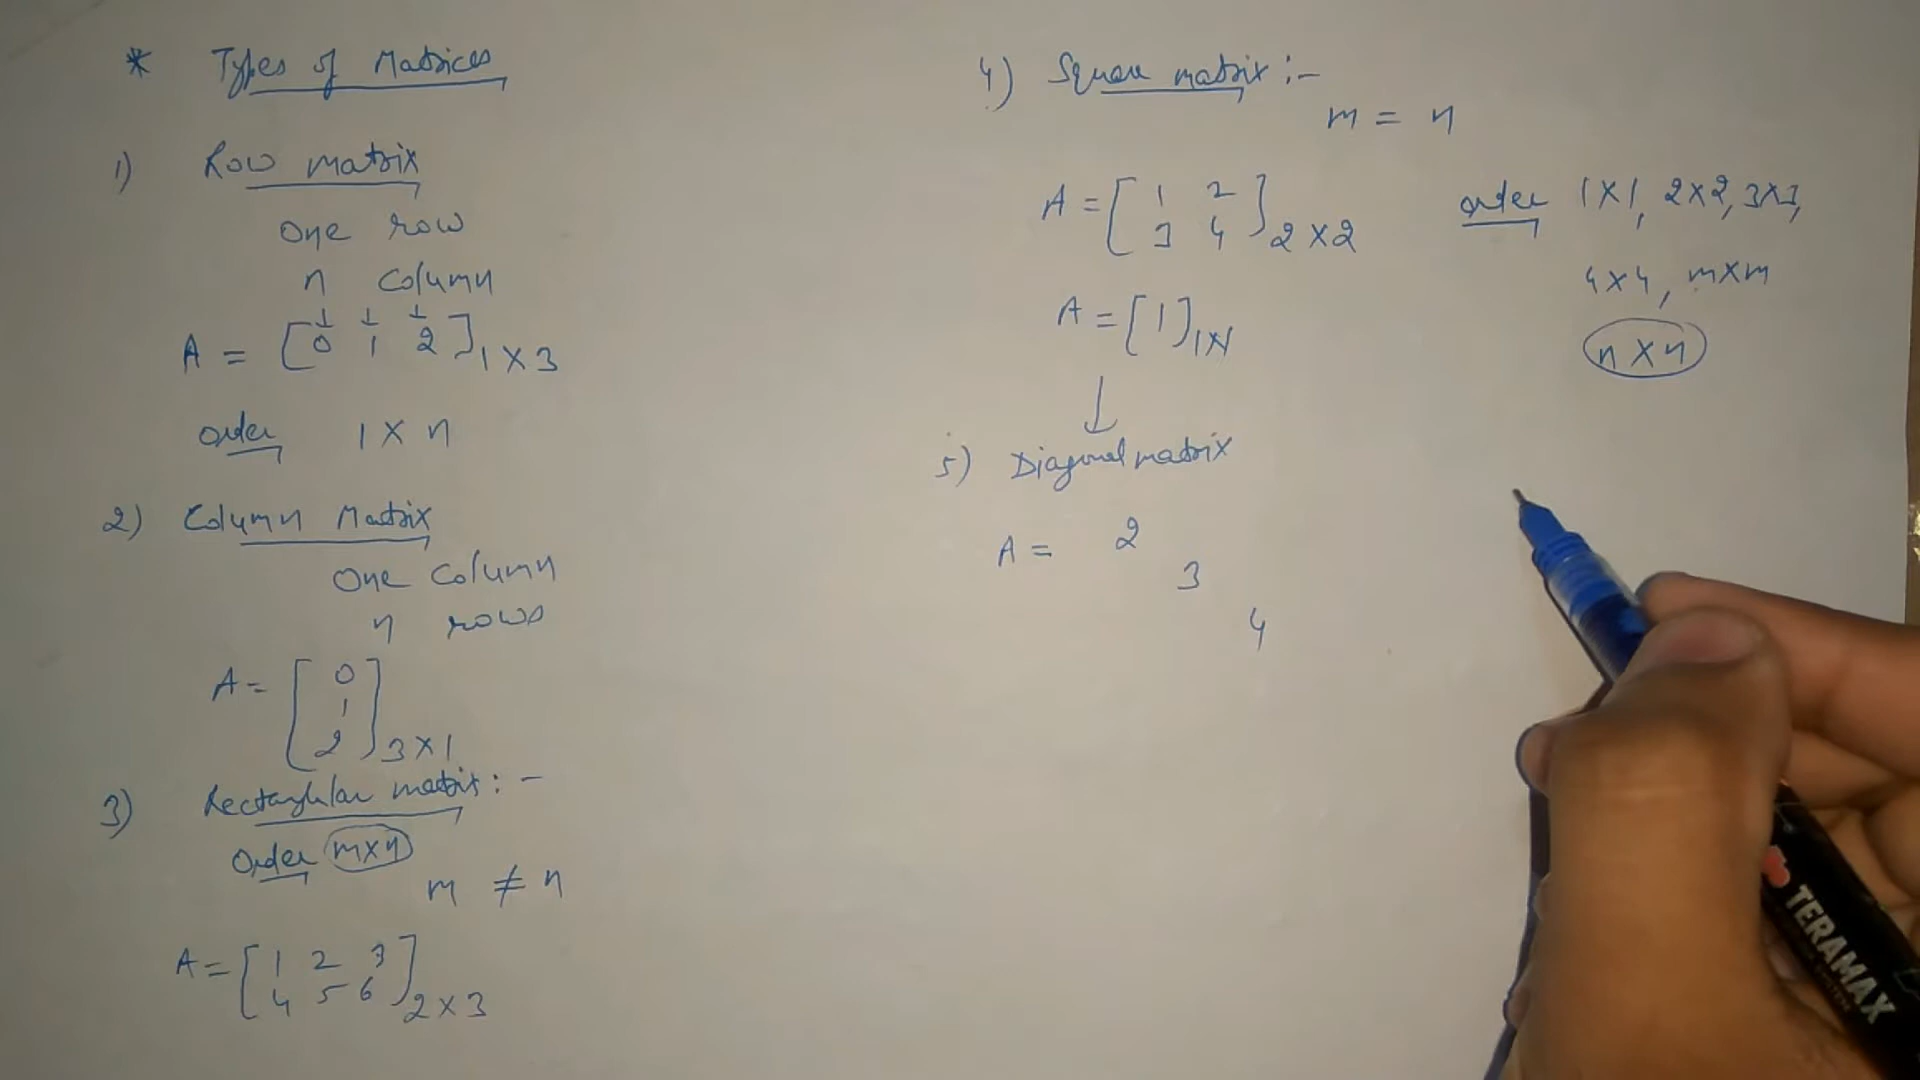 * Types of Matrices
1) Row matrix
One row
n column
A = [0 1 2] 1 × 3
order 1 × n
2) Column Matrix
One column
n rows
A = [0
1
2] 3 × 1
3) Rectangular matrix :-
Order m×n
m ≠ n
A = [1 2 3
4 5 6] 2 × 3
4) Square matrix :-
m = n
A = [1 2
3 4] 2 × 2
order 1×1, 2×2, 3×3,
4×4, m×m
n × n
A = [1] 1×1
↓
5) Diagonal matrix
A = 2
3
4
TERAMAX